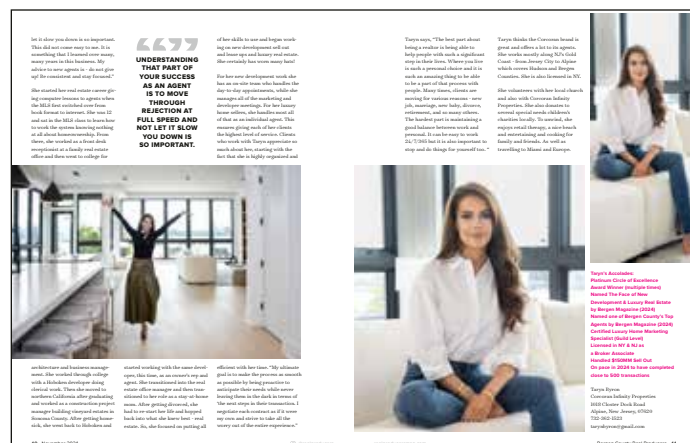 let it slow you down is so important.
This did not come easy to me. It is
something that I learned over many,
many years in this business. My
advice to new agents is - do not give
up! Be consistent and stay focused."
She started her real estate career giv-
ing computer lessons to agents when
the MLS first switched over from
book format to internet. She was 12
and sat in the MLS class to learn how
to work the system knowing nothing
at all about homeownership. From
there, she worked as a front desk
receptionist at a family real estate
office and then went to college for
architecture and business manage-
ment. She worked through college
with a Hoboken developer doing
clerical work. Then she moved to
northern California after graduating
and worked as a construction project
manager building vineyard estates in
Sonoma County. After getting home-
sick, she went back to Hoboken and
UNDERSTANDING
THAT PART OF
YOUR SUCCESS
AS AN AGENT
IS TO MOVE
THROUGH
REJECTION AT
FULL SPEED AND
NOT LET IT SLOW
YOU DOWN IS
SO IMPORTANT.
started working with the same devel-
oper, this time, as an owner's rep and
agent. She transitioned into the real
estate office manager and then tran-
sitioned to her role as a stay-at-home
mom. After getting divorced, she
had to re-start her life and hopped
back into what she knew best - real
estate. So, she focused on putting all
of her skills to use and began work-
ing on new development sell out
and lease ups and luxury real estate.
She certainly has worn many hats!
For her new development work she
has an on-site team who handles the
day-to-day appointments, while she
manages all of the marketing and
developer meetings. For her luxury
home sellers, she handles most all
of that as an individual agent. This
ensures giving each of her clients
the highest level of service. Clients
who work with Taryn appreciate so
much about her, starting with the
fact that she is highly organized and
efficient with her time. "My ultimate
goal is to make the process as smooth
as possible by being proactive to
anticipate their needs while never
leaving them in the dark in terms of
'the next steps in their transaction. I
negotiate each contract as if it were
my own and strive to take all the
worry out of the entire experience."
Taryn says, "The best part about
being a realtor is being able to
help people with such a significant
step in their lives. Where you live
is such a personal choice and it is
such an amazing thing to be able
to be a part of that process with
people. Many times, clients are
moving for various reasons - new
job, marriage, new baby, divorce,
retirement, and so many others.
The hardest part is maintaining a
good balance between work and
personal. It can be easy to work
24/7/365 but it is also important to
stop and do things for yourself too."
Taryn thinks the Corcoran brand is
great and offers a lot to its agents.
She works mostly along NJ's Gold
Coast - from Jersey City to Alpine
which covers Hudson and Bergen
Counties. She is also licensed in NY.
She volunteers with her local church
and also with Corcoran Infinity
Properties. She also donates to
several special needs children's
charities locally. To unwind, she
enjoys retail therapy, a nice beach
and entertaining and cooking for
family and friends. As well as
travelling to Miami and Europe.
Taryn's Accolades:
Platinum Circle of Excellence
Award Winner (multiple times)
Named The Face of New
Development & Luxury Real Estate
by Bergen Magazine (2024)
Named one of Bergen County's Top
Agents by Bergen Magazine (2024)
Certified Luxury Home Marketing
Specialist (Guild Level)
Licensed in NY & NJ as
a Broker Associate
Handled $150MM Sell Out
On pace in 2024 to have completed
close to 500 transactions
Taryn Byron
Corcoran Infinity Properties
Closter Dock Road
Alpine, New Jersey, 07620
tarynbyron@gmail.com